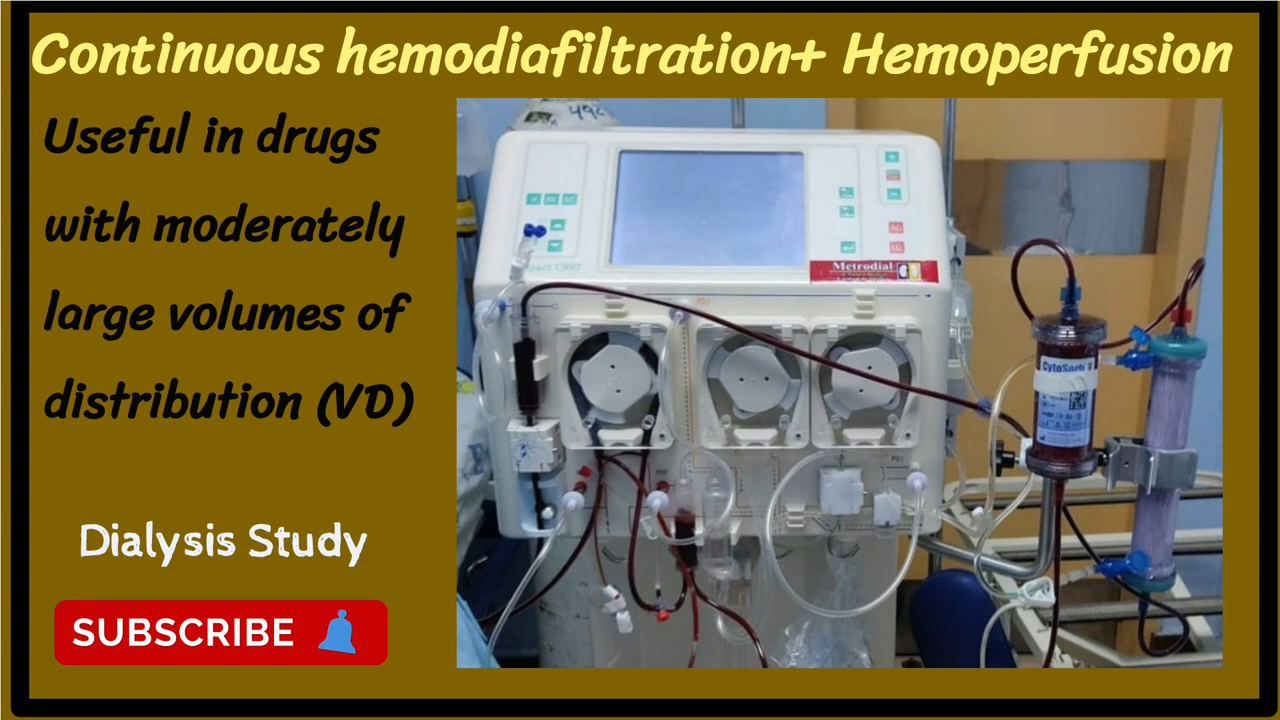 Continuous hemodiafiltration+ Hemoperfusion
Useful in drugs
with moderately
large volumes of
distribution (VD)
Dialysis Study
SUBSCRIBE
Metrodial
CytoSorb